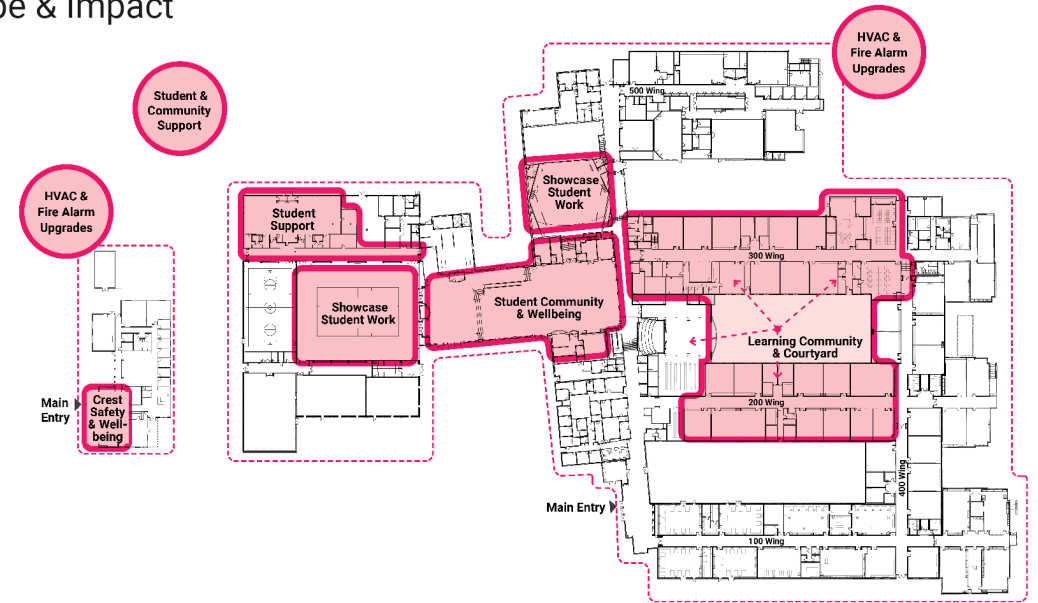 pe & Impact
HVAC &
Fire Alarm
Upgrades
Student &
Community
Support
HVAC &
Fire Alarm
Upgrades
500 Wing
Showcase
Student
Work
Student
Support
300 Wing
Showcase
Student Work
Student Community
& Wellbeing
Learning Community
& Courtyard
Main
Entry
Crest
Safety
& Well-
being
200 Wing
400 Wing
Main Entry
100 Wing